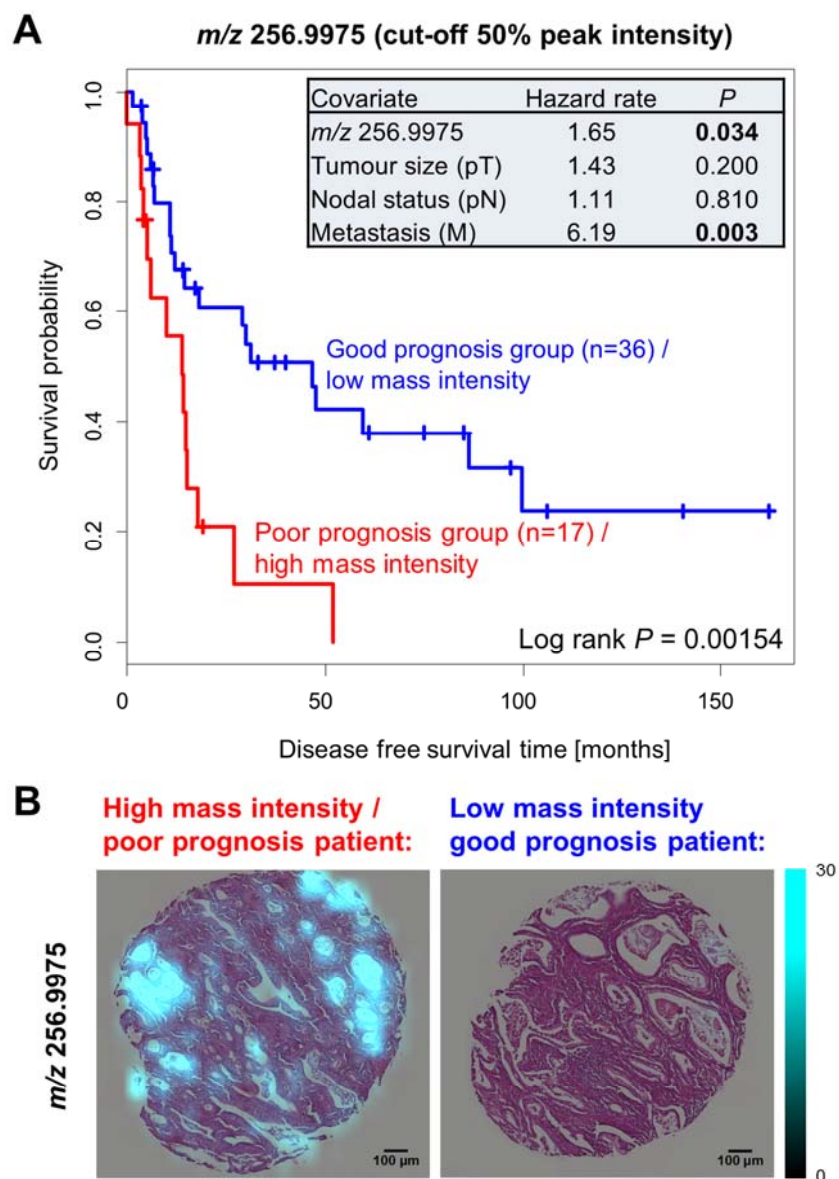 A
m/z 256.9975 (cut-off 50% peak intensity)
Covariate Hazard rate P
m/z 256.9975 1.65 0.034
Tumour size (pT) 1.43 0.200
Nodal status (pN) 1.11 0.810
Metastasis (M) 6.19 0.003
Survival probability
1.0
0.8
0.6
0.4
0.2
0.0
Good prognosis group (n=36) /
low mass intensity
Poor prognosis group (n=17) /
high mass intensity
Log rank P = 0.00154
0 50 100 150
Disease free survival time [months]
B
High mass intensity /
poor prognosis patient:
Low mass intensity
good prognosis patient:
m/z 256.9975
100 µm
100 µm
30
0